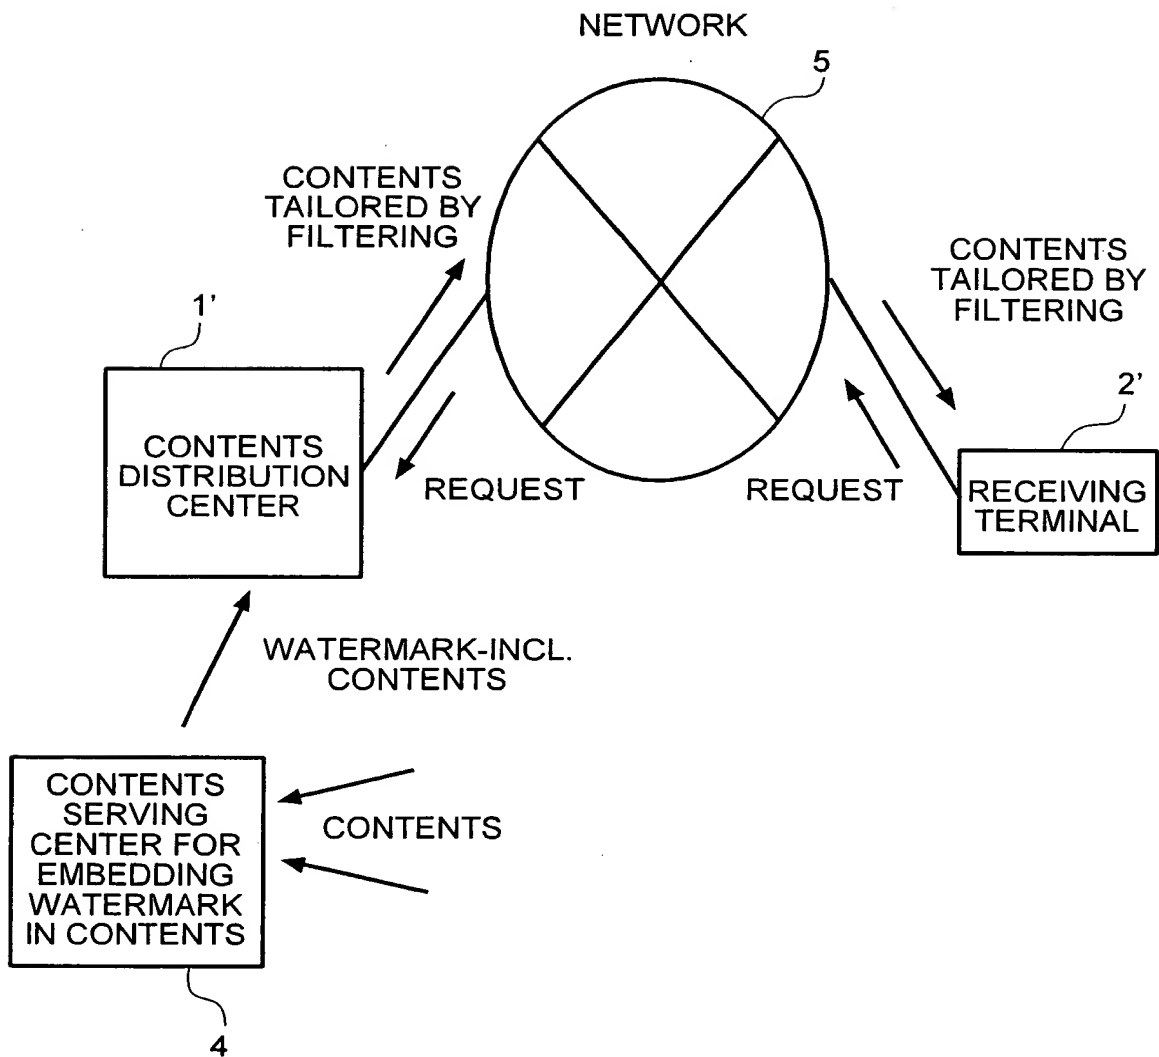 NETWORK
5
CONTENTS
TAILORED BY
FILTERING
CONTENTS
TAILORED BY
FILTERING
1'
2'
CONTENTS
DISTRIBUTION
CENTER
REQUEST
REQUEST
RECEIVING
TERMINAL
WATERMARK-INCL.
CONTENTS
CONTENTS
SERVING
CENTER FOR
EMBEDDING
WATERMARK
IN CONTENTS
CONTENTS
4